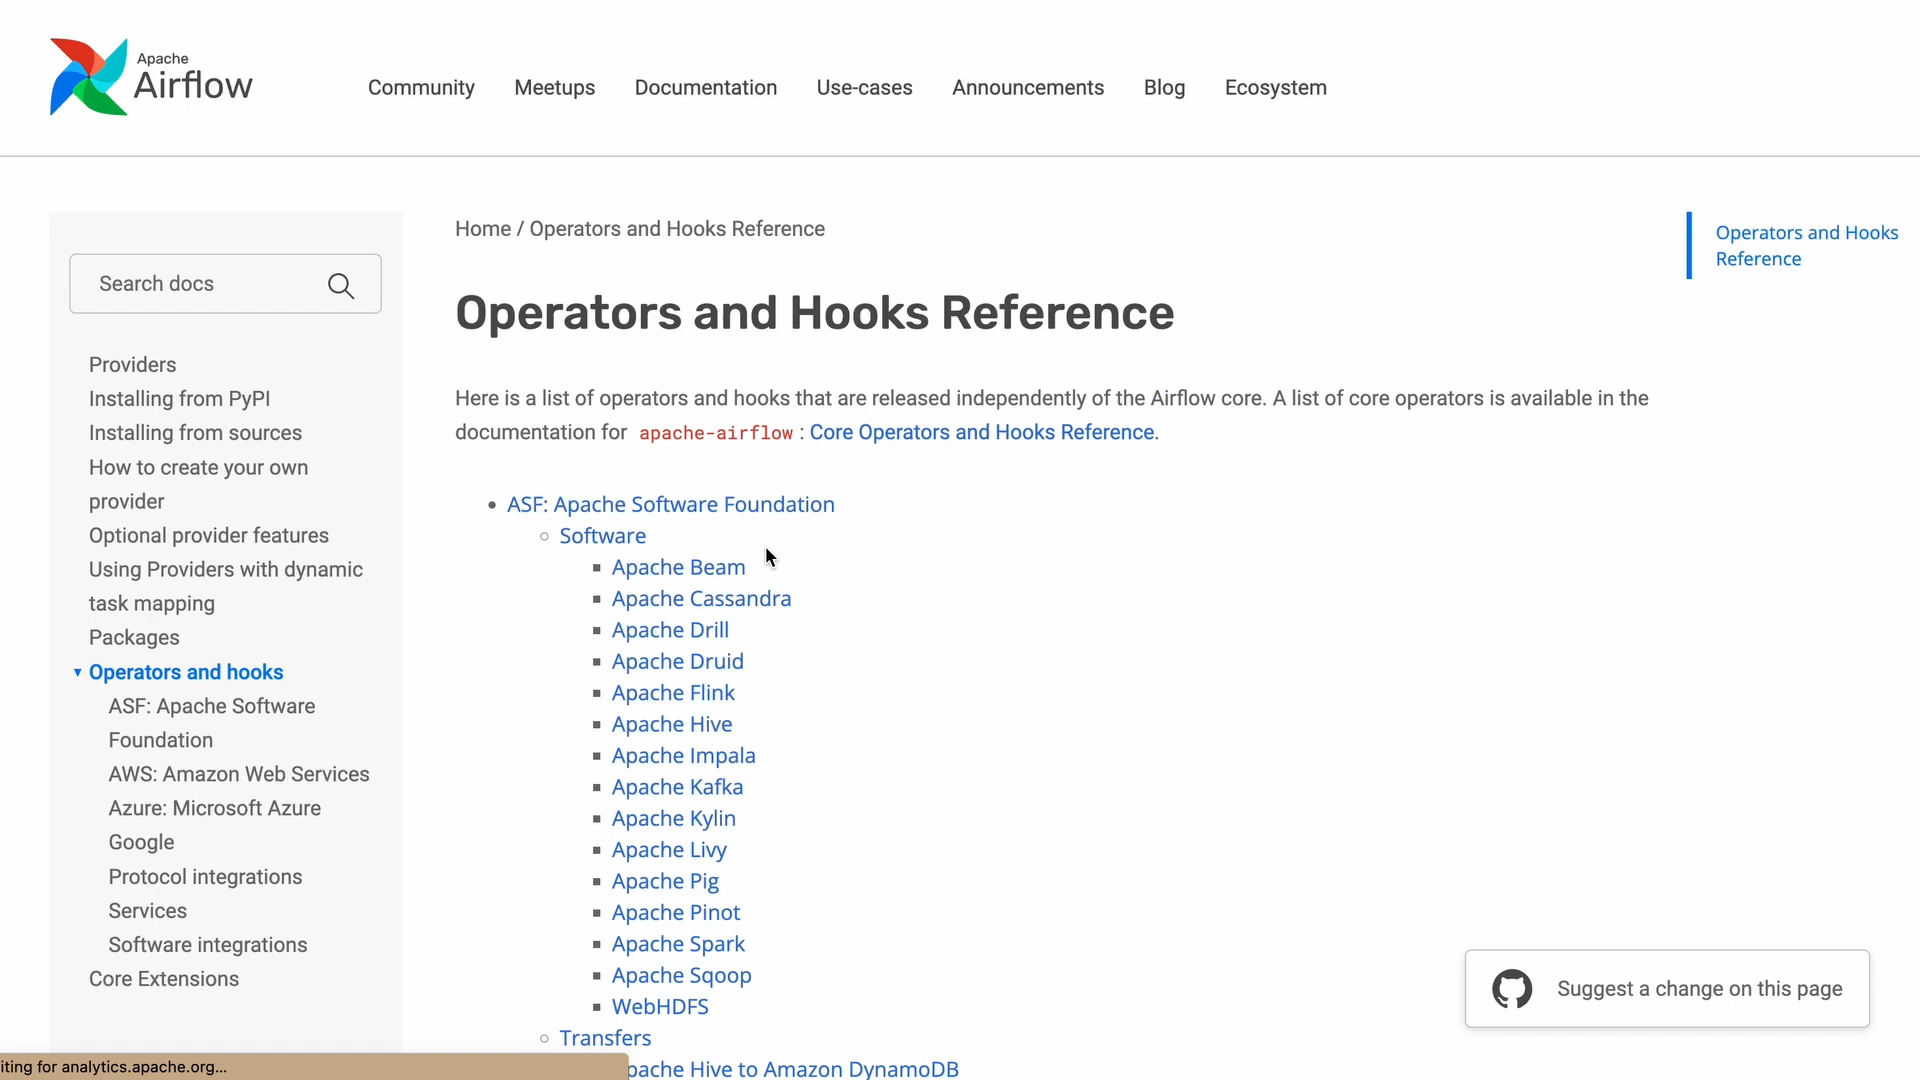 Apache
Airflow
Community
Meetups
Documentation
Use-cases
Announcements
Blog
Ecosystem
Search docs
Providers
Installing from PyPI
Installing from sources
How to create your own
provider
Optional provider features
Using Providers with dynamic
task mapping
Packages
Operators and hooks
ASF: Apache Software
Foundation
AWS: Amazon Web Services
Azure: Microsoft Azure
Google
Protocol integrations
Services
Software integrations
Core Extensions
Home / Operators and Hooks Reference
Operators and Hooks Reference
Here is a list of operators and hooks that are released independently of the Airflow core. A list of core operators is available in the
documentation for apache-airflow : Core Operators and Hooks Reference.
ASF: Apache Software Foundation
Software
Apache Beam
Apache Cassandra
Apache Drill
Apache Druid
Apache Flink
Apache Hive
Apache Impala
Apache Kafka
Apache Kylin
Apache Livy
Apache Pig
Apache Pinot
Apache Spark
Apache Sqoop
WebHDFS
Transfers
pache Hive to Amazon DynamoDB
Operators and Hooks
Reference
Suggest a change on this page
iting for analytics.apache.org...